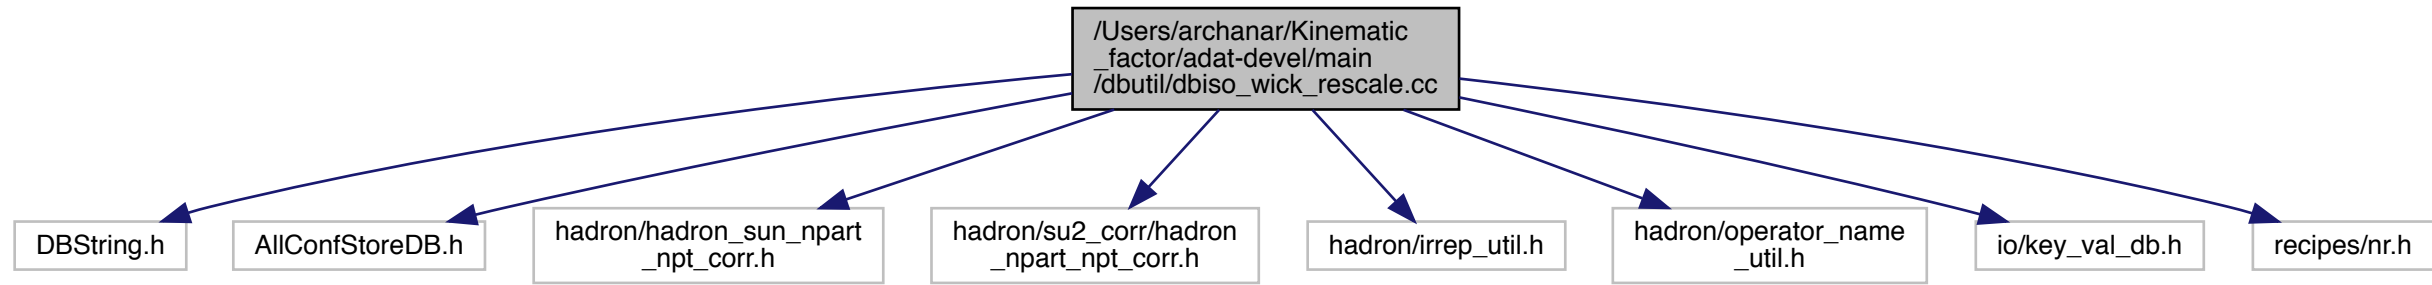 /Users/archanar/Kinematic
_factor/adat-devel/main
/dbutil/dbiso_wick_rescale.cc
DBString.h
AllConfStoreDB.h
hadron/hadron_sun_npart
_npt_corr.h
hadron/su2_corr/hadron
_npart_npt_corr.h
hadron/irrep_util.h
hadron/operator_name
_util.h
io/key_val_db.h
recipes/nr.h